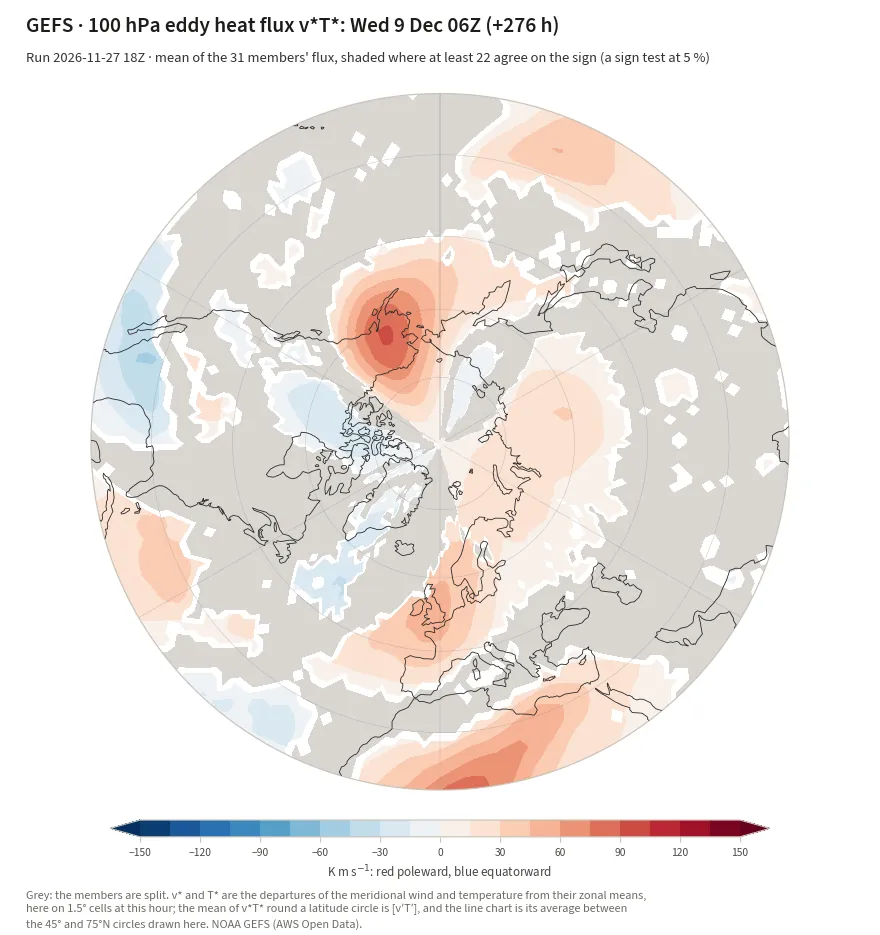 GEFS · 100 hPa eddy heat flux v*T*: Wed 9 Dec 06Z (+276 h)
Run 2026-11-27 18Z · mean of the 31 members' flux, shaded where at least 22 agree on the sign (a sign test at 5 %)
−150 −120 −90 −60 −30 0 30 60 90 120 150
K m s⁻¹: red poleward, blue equatorward
Grey: the members are split. v* and T* are the departures of the meridional wind and temperature from their zonal means,
here on 1.5° cells at this hour; the mean of v*T* round a latitude circle is [v′T′], and the line chart is its average between
the 45° and 75°N circles drawn here. NOAA GEFS (AWS Open Data).